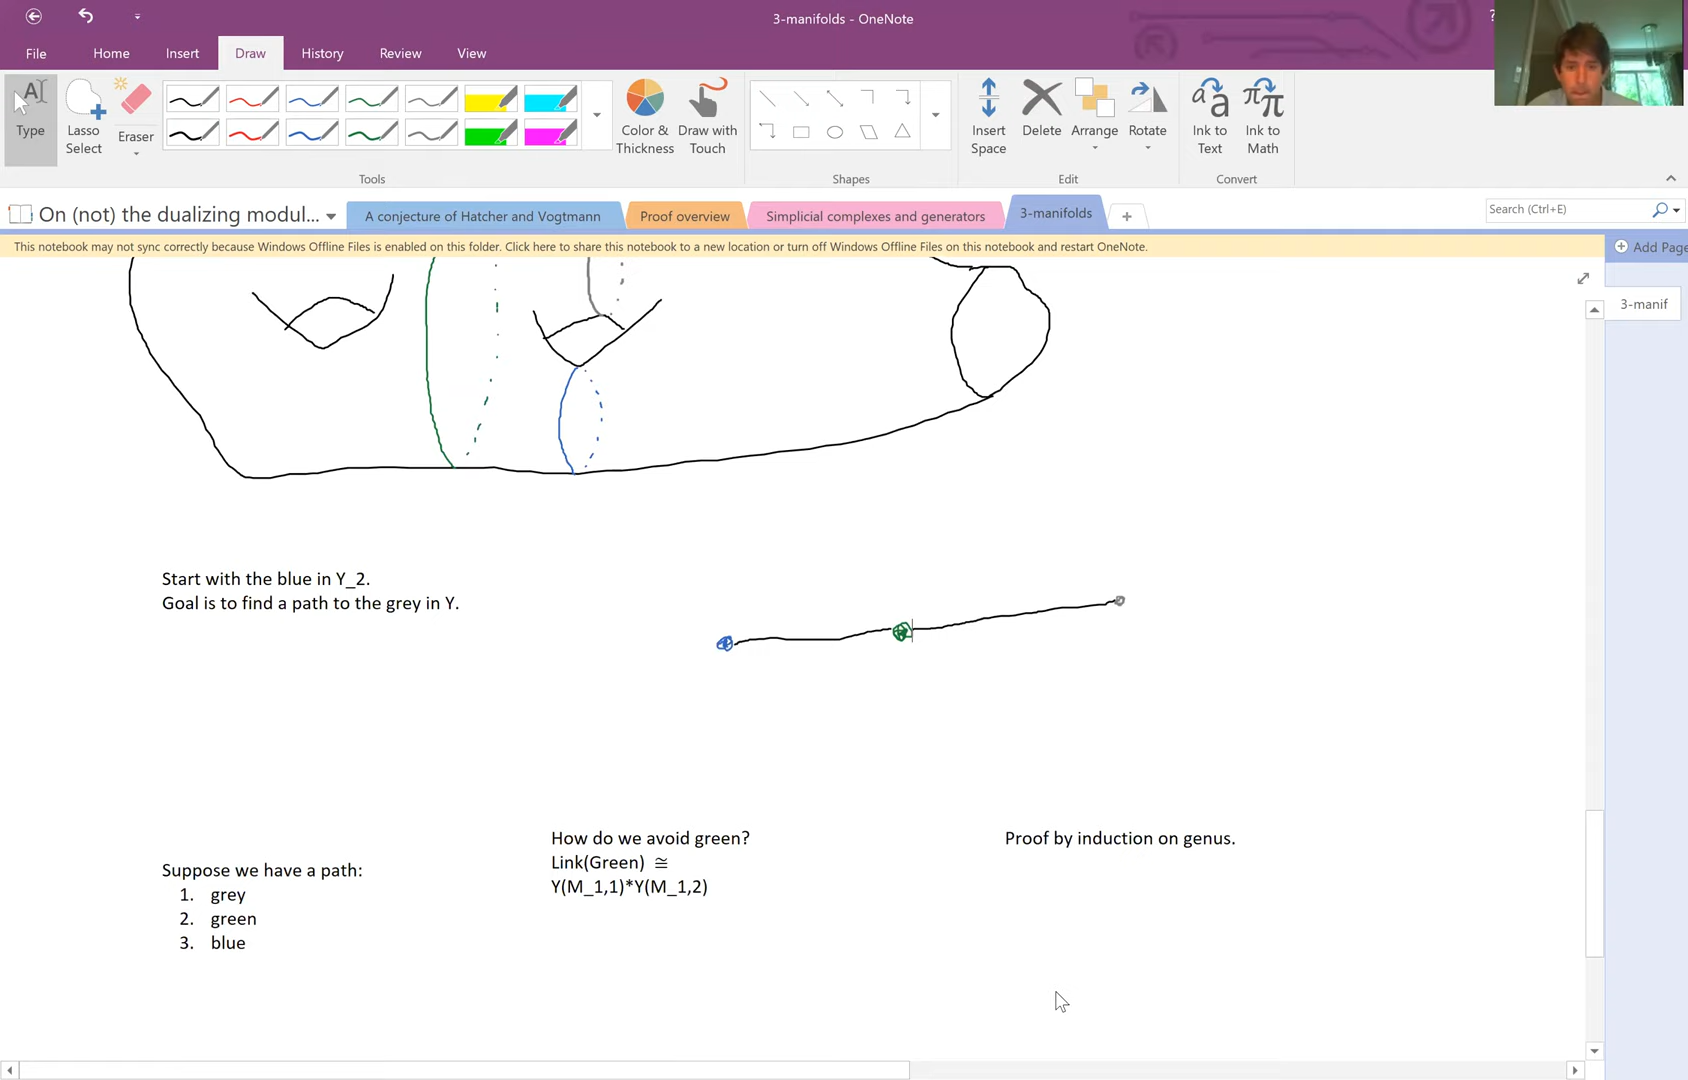 3-manifolds - OneNote
?
File
Home
Insert
Draw
History
Review
View
Type
Lasso
Select
Eraser
Color &
Thickness
Draw with
Touch
Insert
Space
Delete
Arrange
Rotate
Ink to
Text
Ink to
Math
Tools
Shapes
Edit
Convert
On (not) the dualizing modul...
A conjecture of Hatcher and Vogtmann
Proof overview
Simplicial complexes and generators
3-manifolds
Search (Ctrl+E)
This notebook may not sync correctly because Windows Offline Files is enabled on this folder. Click here to share this notebook to a new location or turn off Windows Offline Files on this notebook and restart OneNote.
Add Page
3-manif
Start with the blue in Y_2.
Goal is to find a path to the grey in Y.
How do we avoid green?
Link(Green) ≅
Y(M_1,1)*Y(M_1,2)
Proof by induction on genus.
Suppose we have a path:
1. grey
2. green
3. blue